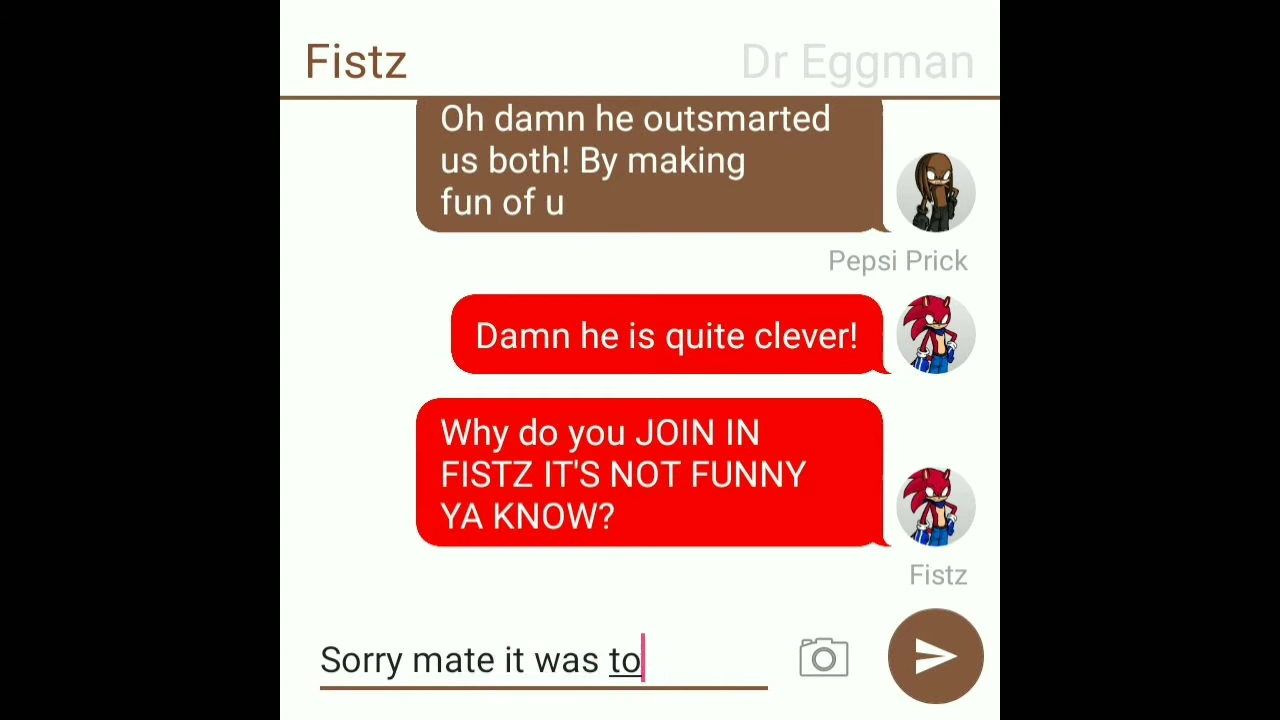 Fistz
Dr Eggman
Oh damn he outsmarted
us both! By making
fun of u
Pepsi Prick
Damn he is quite clever!
Why do you JOIN IN
FISTZ IT'S NOT FUNNY
YA KNOW?
Fistz
Sorry mate it was to